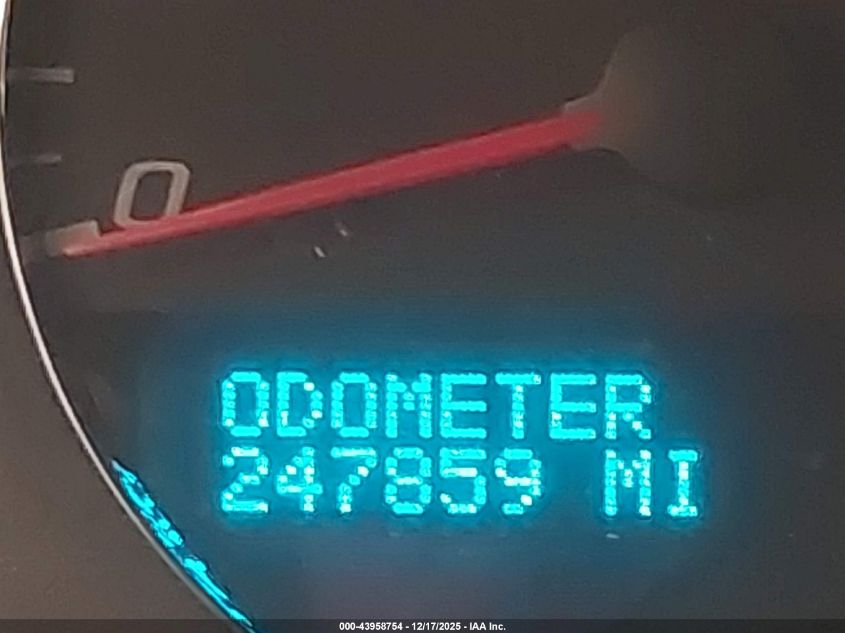 0
ODOMETER
247859 MI
000-43958754 - 12/17/2025 - IAA Inc.